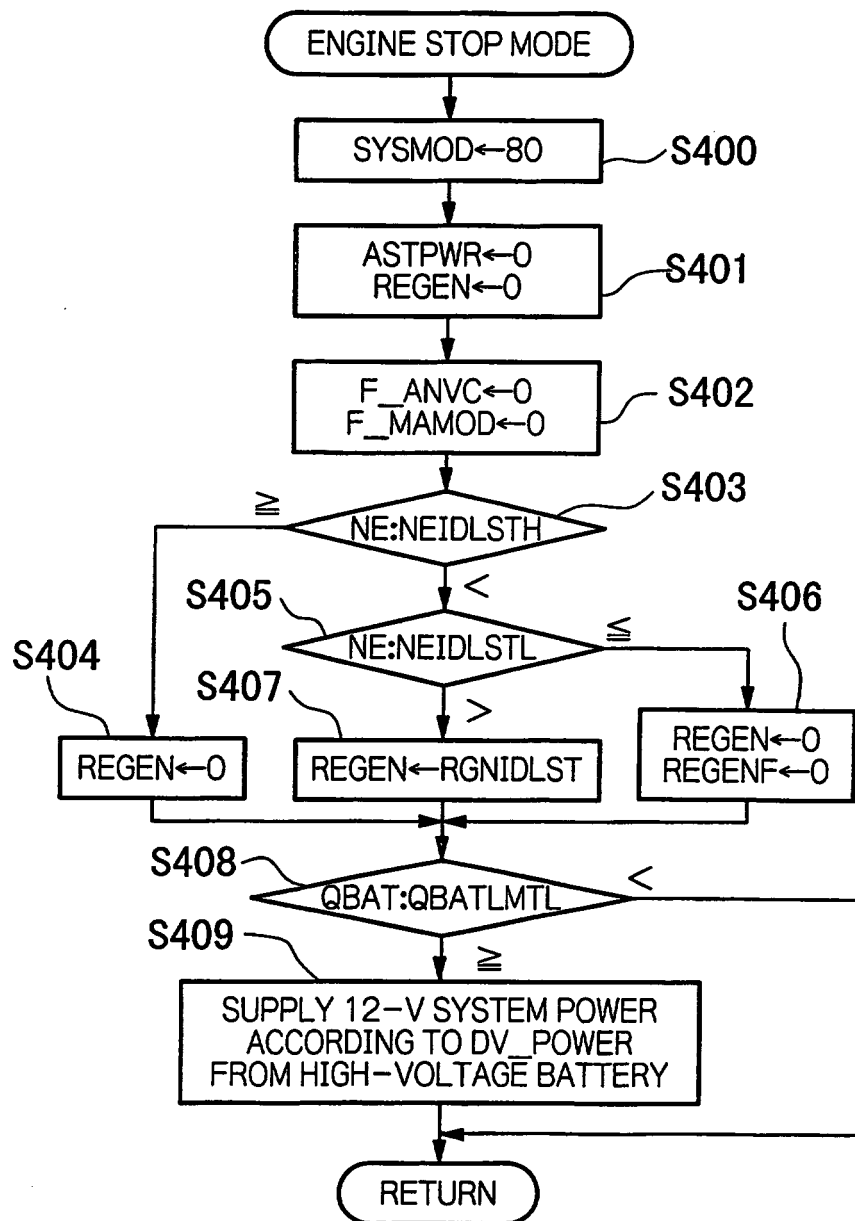 ENGINE STOP MODE
SYSMOD←80
S400
ASTPWR←0
REGEN←0
S401
F_ANVC←0
F_MAMOD←0
S402
S403
≧
NE:NEIDLSTH
<
S405
S406
NE:NEIDLSTL
≦
S404
S407
>
REGEN←0
REGEN←RGNIDLST
REGEN←0
REGENF←0
S408
QBAT:QBATLMTL
<
S409
≧
SUPPLY 12-V SYSTEM POWER
ACCORDING TO DV_POWER
FROM HIGH-VOLTAGE BATTERY
RETURN